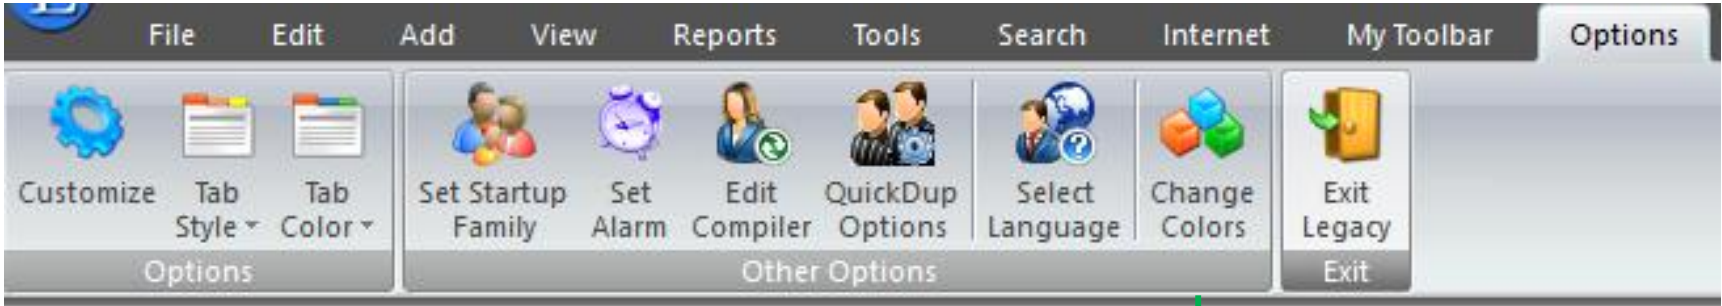 File Edit Add View Reports Tools Search Internet My Toolbar Options
Customize Tab Tab Set Startup Set Edit QuickDup Select Change Exit
Style Color Family Alarm Compiler Options Language Colors Legacy
Options Other Options Exit